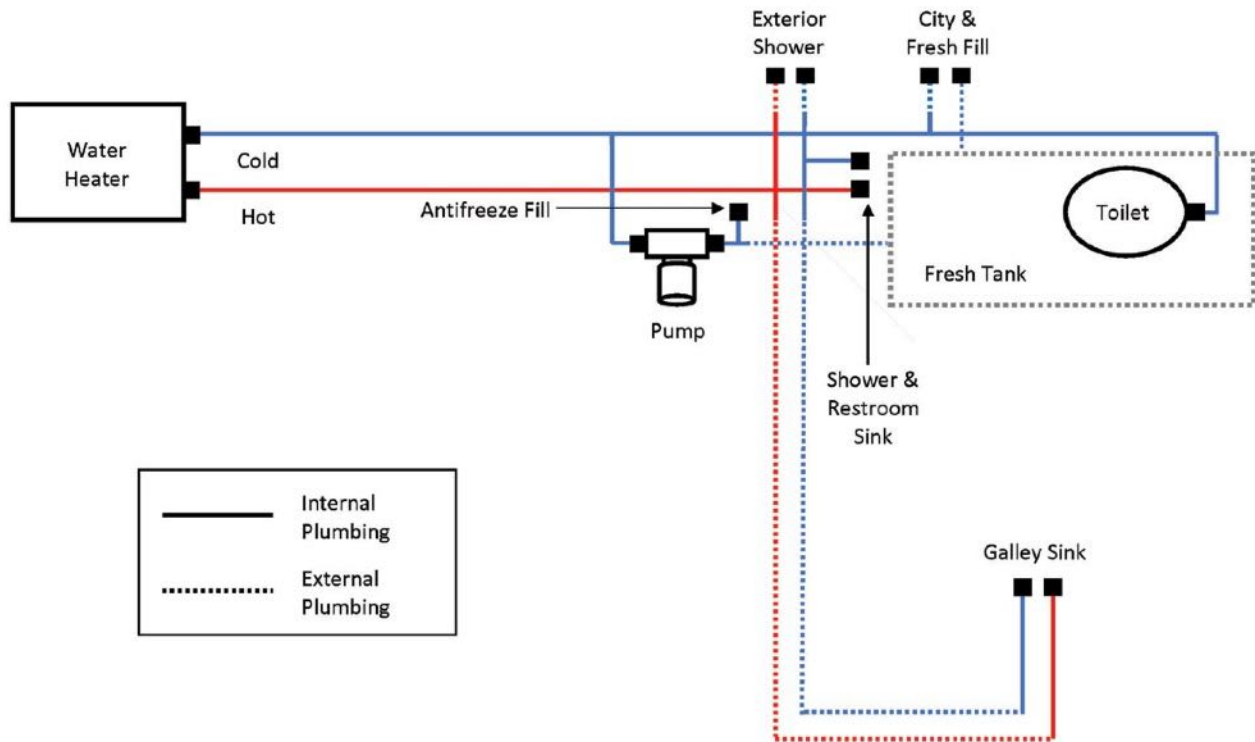 Exterior
Shower
City &
Fresh Fill
Water
Heater
Cold
Hot
Antifreeze Fill
Toilet
Fresh Tank
Pump
Shower &
Restroom
Sink
Internal
Plumbing
External
Plumbing
Galley Sink